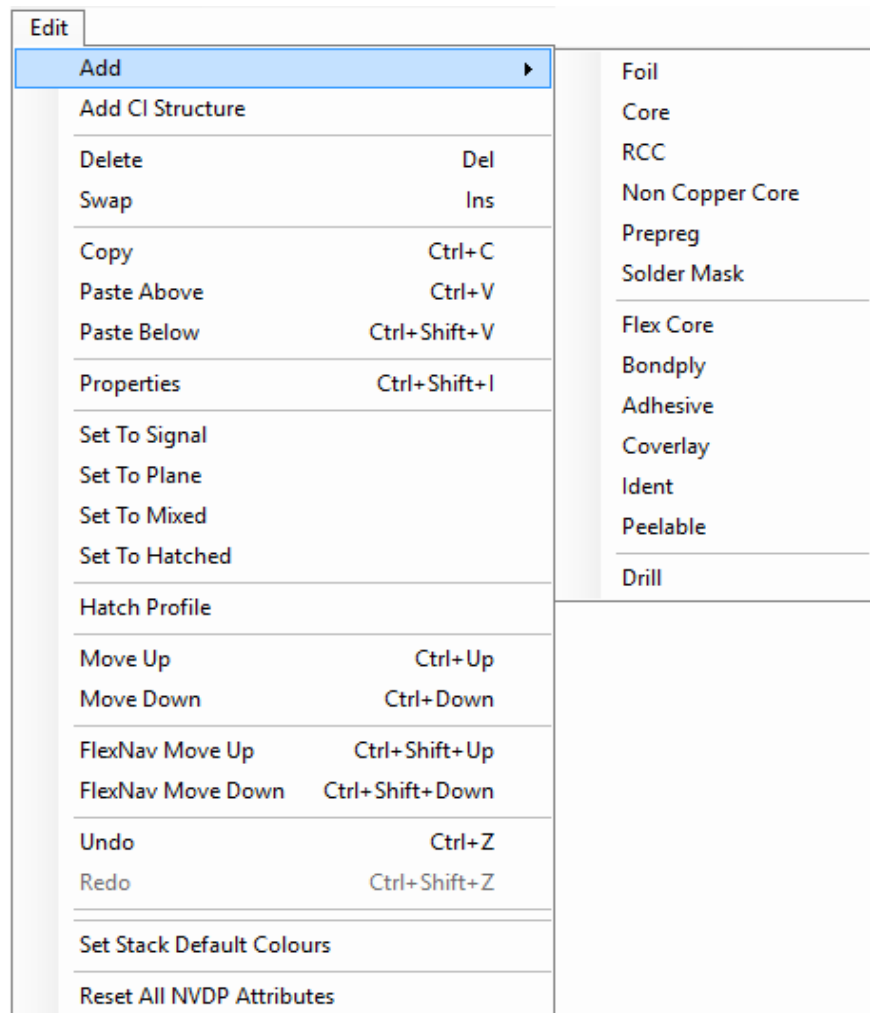 Edit
Add
Add CI Structure
Delete Del
Swap Ins
Copy Ctrl+C
Paste Above Ctrl+V
Paste Below Ctrl+Shift+V
Properties Ctrl+Shift+I
Set To Signal
Set To Plane
Set To Mixed
Set To Hatched
Hatch Profile
Move Up Ctrl+Up
Move Down Ctrl+Down
FlexNav Move Up Ctrl+Shift+Up
FlexNav Move Down Ctrl+Shift+Down
Undo Ctrl+Z
Redo Ctrl+Shift+Z
Set Stack Default Colours
Reset All NVDP Attributes
Foil
Core
RCC
Non Copper Core
Prepreg
Solder Mask
Flex Core
Bondply
Adhesive
Coverlay
Ident
Peelable
Drill